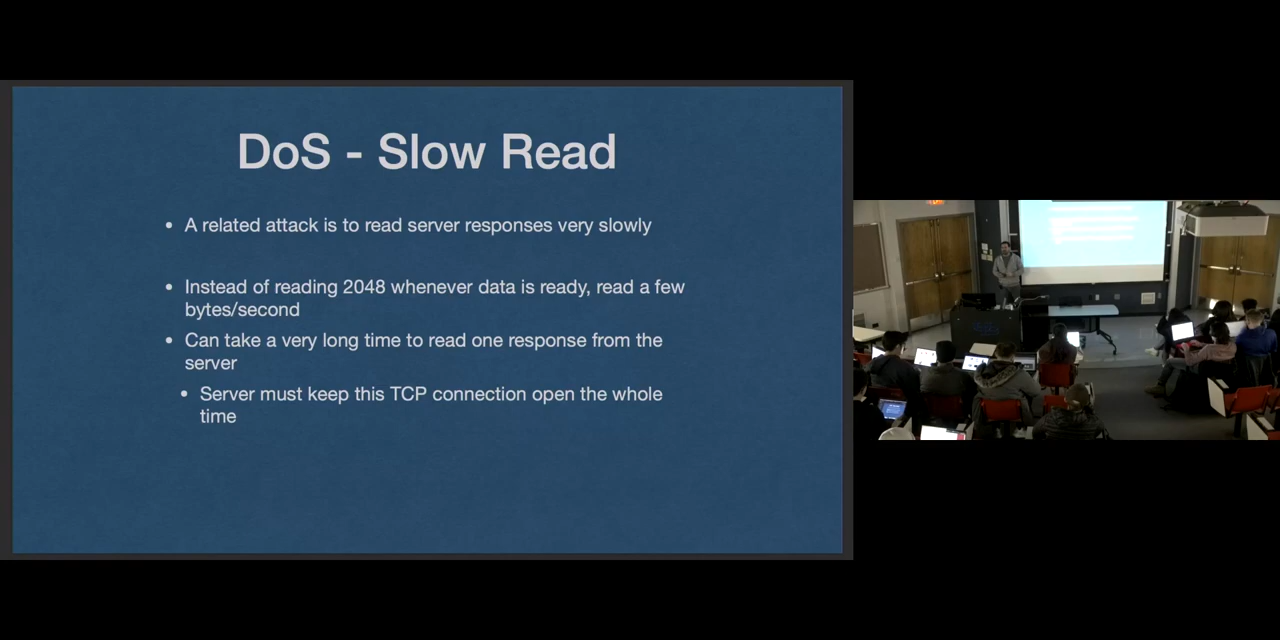 DoS - Slow Read
• A related attack is to read server responses very slowly
• Instead of reading 2048 whenever data is ready, read a few
bytes/second
• Can take a very long time to read one response from the
server
• Server must keep this TCP connection open the whole
time